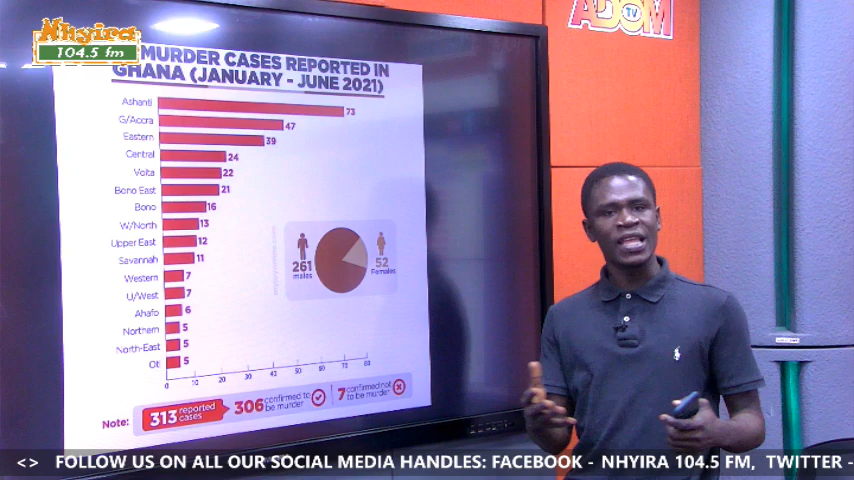 Nhyira
104.5 fm
ADOM
TV
MURDER CASES REPORTED IN
GHANA (JANUARY - JUNE 2021)
Ashanti 73
G/Accra 47
Eastern 39
Central 24
Volta 22
Bono East 21
Bono 16
W/North 13
Upper East 12
Savannah 11
Western 7
U/West 7
Ahafo 6
Northern 5
North-East 5
Oti 5
0 10 20 30 40 50 60 70 80
261
males
52
Females
Note: 313 reported cases 306 confirmed to be murder 7 confirmed not to be murder
<> FOLLOW US ON ALL OUR SOCIAL MEDIA HANDLES: FACEBOOK - NHYIRA 104.5 FM, TWITTER -